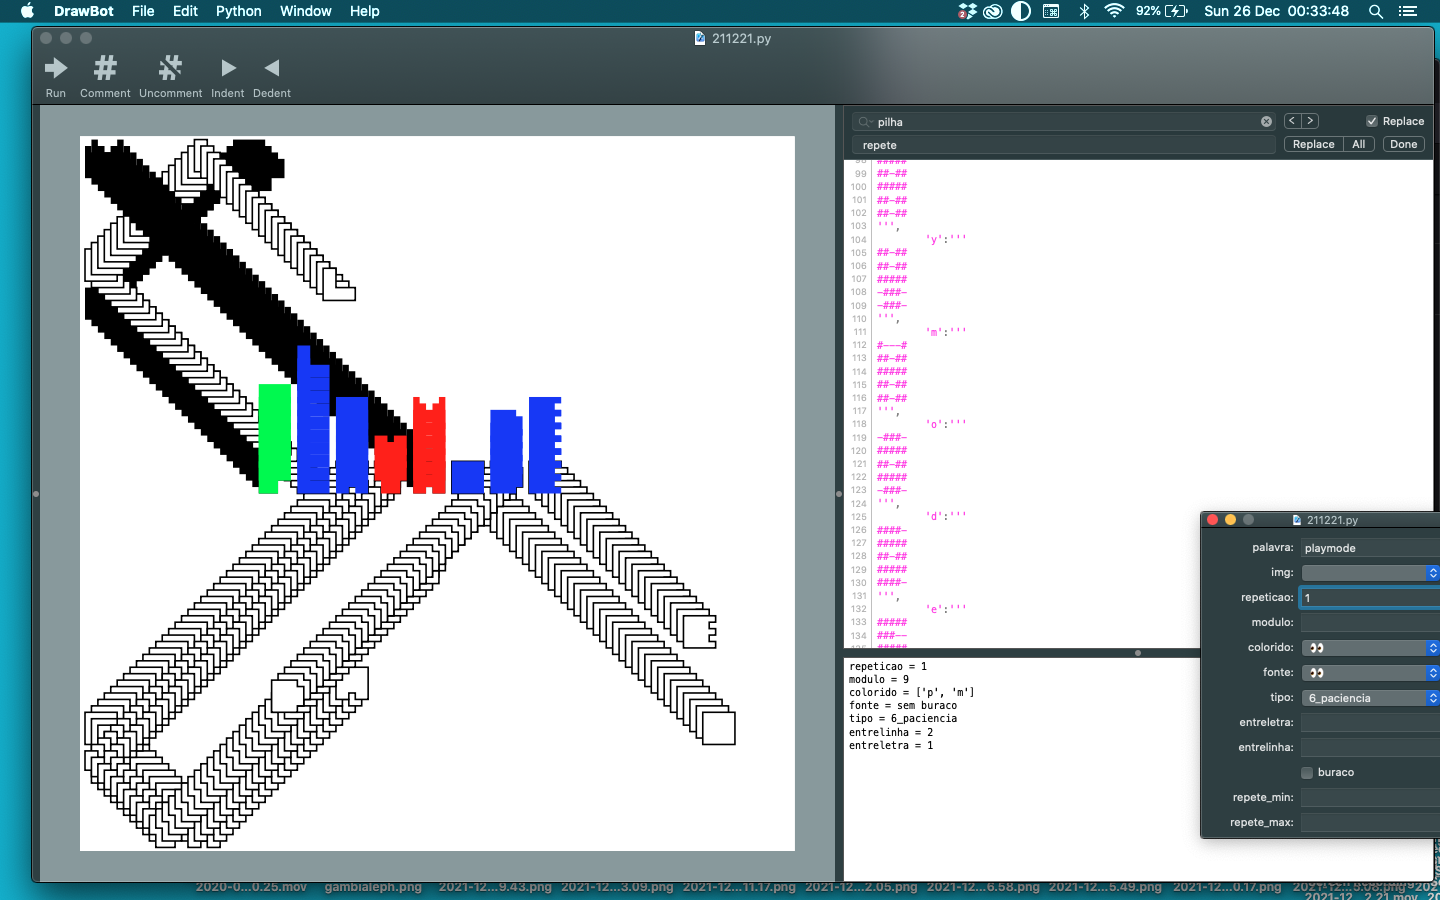 DrawBot File Edit Python Window Help
2
92%
Sun 26 Dec 00:33:48
211221.py
Run Comment Uncomment Indent Dedent
pilha
< >
Replace
repete
Replace All Done
98 #####
99 ##-##
100 #####
101 ##-##
102 ##-##
103 ''',
104 'y':'''
105 ##-##
106 ##-##
107 #####
108 -###-
109 -###-
110 ''',
111 'm':'''
112 #---#
113 ##-##
114 #####
115 ##-##
116 ##-##
117 ''',
118 'o':'''
119 -###-
120 #####
121 ##-##
122 #####
123 -###-
124 ''',
125 'd':'''
126 ####-
127 #####
128 ##-##
129 #####
130 ####-
131 ''',
132 'e':'''
133 #####
134 ###--
repeticao = 1
modulo = 9
colorido = ['p', 'm']
fonte = sem buraco
tipo = 6_paciencia
entrelinha = 2
entreletra = 1
211221.py
palavra: playmode
img:
repeticao: 1
modulo:
colorido: 👀
fonte: 👀
tipo: 6_paciencia
entreletra:
entrelinha:
buraco
repete_min:
repete_max:
2020-0...0.25.mov gambialeph.png 2021-12...9.43.png 2021-12...3.09.png 2021-12...11.17.png 2021-12...2.05.png 2021-12...6.58.png 2021-12...5.49.png 2021-12...0.17.png
2021-12...2.21.mov